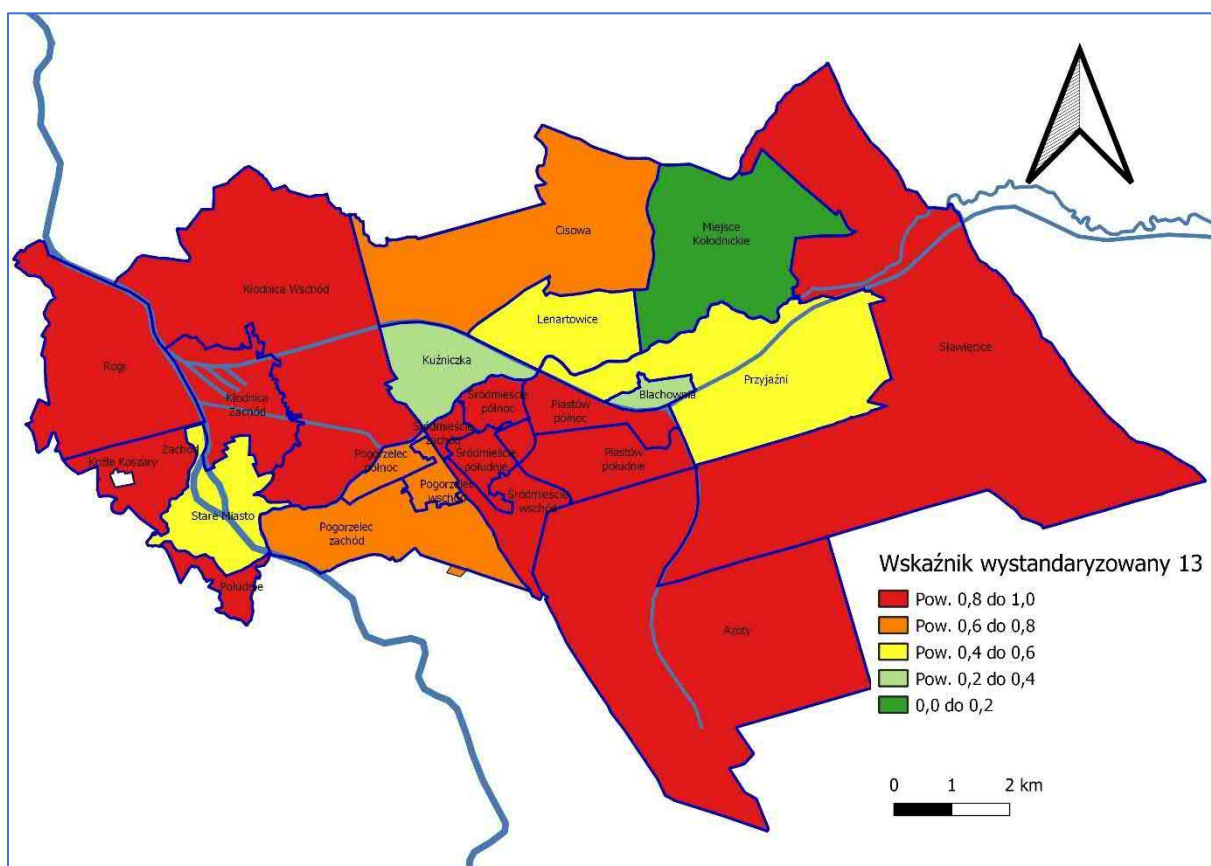 Cisowa
Miejsce
Kołodnickie
Kłodnica Wschód
Lenartowice
Sławięcice
Rogi
Kuźniczka
Przyjaźni
Blachownia
Kłodnica
Zachód
Śródmieście
północ
Piastów
północ
Śródmieście
zachód
Zachód
Koźle Koszary
Pogorzelec
północ
Śródmieście
południe
Piastów
południe
Pogorzelec
wschód
Śródmieście
wschód
Stare Miasto
Pogorzelec
zachód
Południe
Azoty
Wskaźnik wystandaryzowany 13
Pow. 0,8 do 1,0
Pow. 0,6 do 0,8
Pow. 0,4 do 0,6
Pow. 0,2 do 0,4
0,0 do 0,2
0 1 2 km